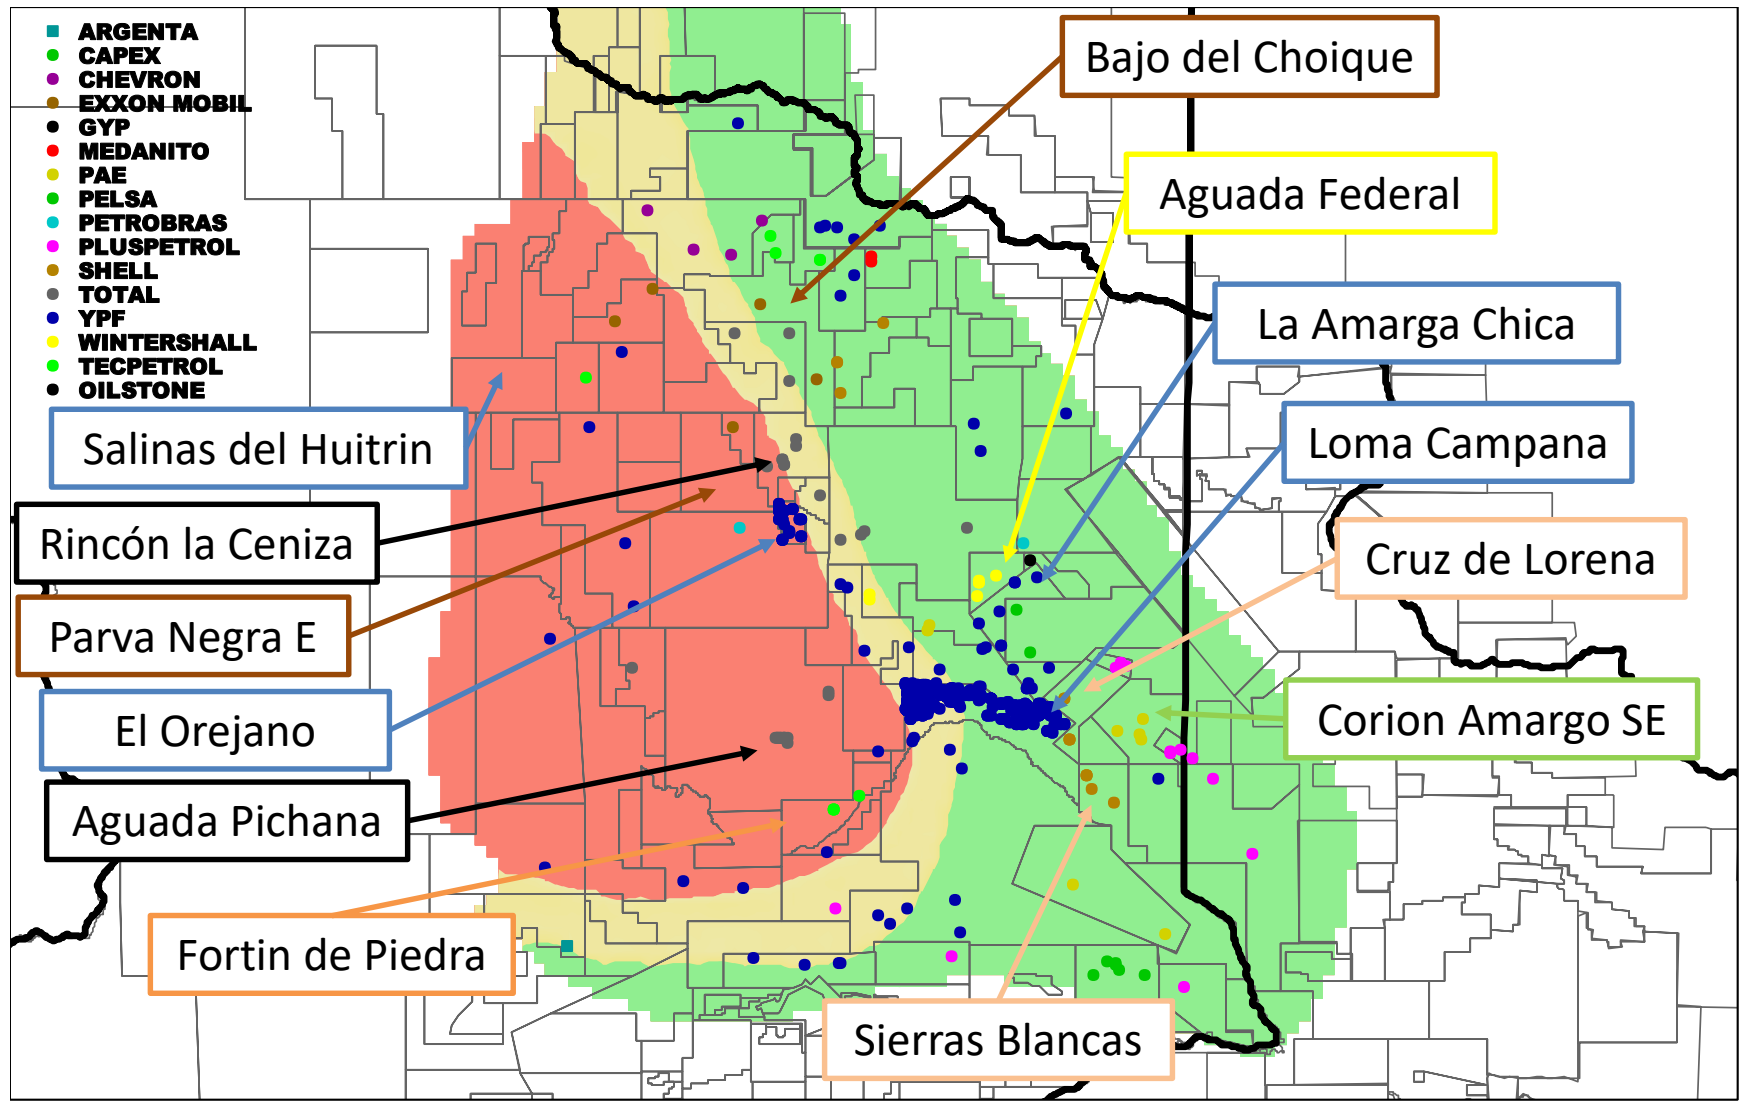 ARGENTA
CAPEX
CHEVRON
EXXON MOBIL
GYP
MEDANITO
PAE
PELSA
PETROBRAS
PLUSPETROL
SHELL
TOTAL
YPF
WINTERSHALL
TECPETROL
OILSTONE
Bajo del Choique
Aguada Federal
La Amarga Chica
Loma Campana
Cruz de Lorena
Corion Amargo SE
Salinas del Huitrin
Rincón la Ceniza
Parva Negra E
El Orejano
Aguada Pichana
Fortin de Piedra
Sierras Blancas